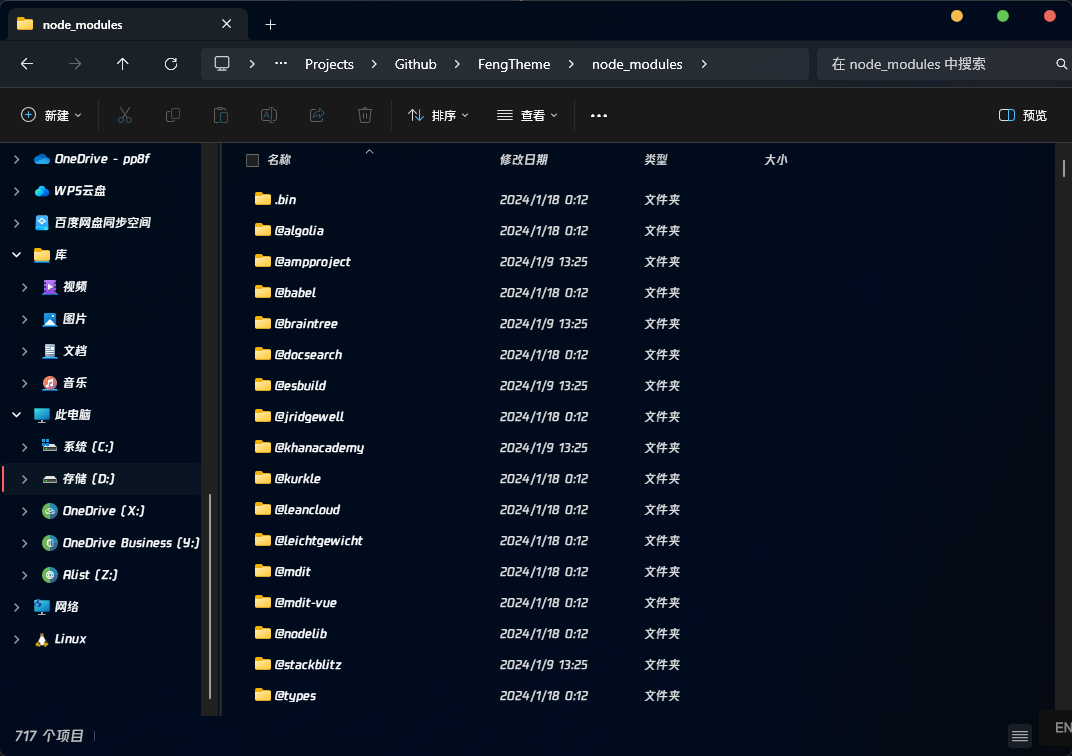 node_modules
Projects Github FengTheme node_modules 在 node_modules 中搜索
新建 排序 查看 预览
名称 修改日期 类型 大小
OneDrive - pp8f
WPS云盘
百度网盘同步空间
库
视频
图片
文档
音乐
此电脑
系统 (C:)
存储 (D:)
OneDrive (X:)
OneDrive Business (Y:)
Alist (Z:)
网络
Linux
.bin 2024/1/18 0:12 文件夹
@algolia 2024/1/18 0:12 文件夹
@ampproject 2024/1/9 13:25 文件夹
@babel 2024/1/18 0:12 文件夹
@braintree 2024/1/9 13:25 文件夹
@docsearch 2024/1/18 0:12 文件夹
@esbuild 2024/1/9 13:25 文件夹
@jridgewell 2024/1/18 0:12 文件夹
@khanacademy 2024/1/9 13:25 文件夹
@kurkle 2024/1/18 0:12 文件夹
@leancloud 2024/1/18 0:12 文件夹
@leichtgewicht 2024/1/18 0:12 文件夹
@mdit 2024/1/18 0:12 文件夹
@mdit-vue 2024/1/18 0:12 文件夹
@nodelib 2024/1/18 0:12 文件夹
@stackblitz 2024/1/9 13:25 文件夹
@types 2024/1/18 0:12 文件夹
717 个项目
EN